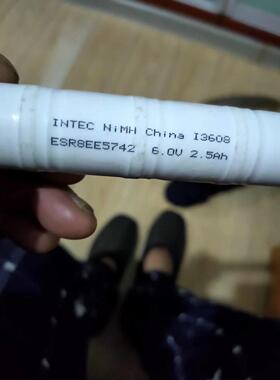 INTEC NiMH China I3608
ESR8EE5742 6.0V 2.5Ah